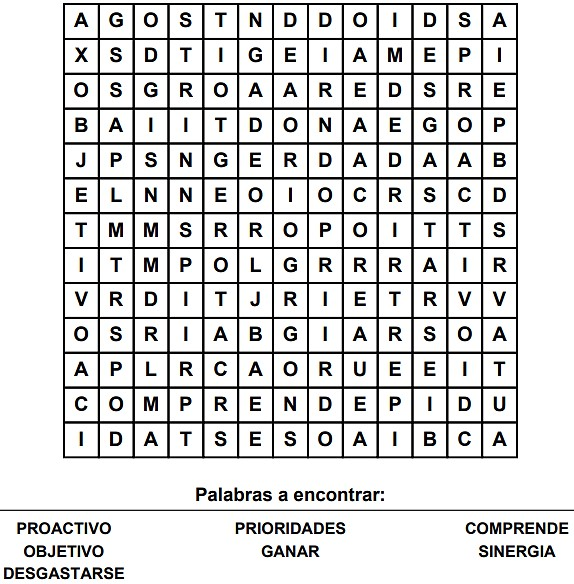 A G O S T N D D O I D S A
X S D T I G E I A M E P I
O S G R O A A R E D S R E
B A I I T D O N A E G O P
J P S N G E R D A D A A B
E L N N E O I O C R S C D
T M M S R R O P O I T T S
I T M P O L G R R R A I R
V R D I T J R I E T R V V
O S R I A B G I A R S O A
A P L R C A O R U E E I T
C O M P R E N D E P I D U
I D A T S E S O A I B C A
Palabras a encontrar:
PROACTIVO PRIORIDADES COMPRENDE
OBJETIVO GANAR SINERGIA
DESGASTARSE